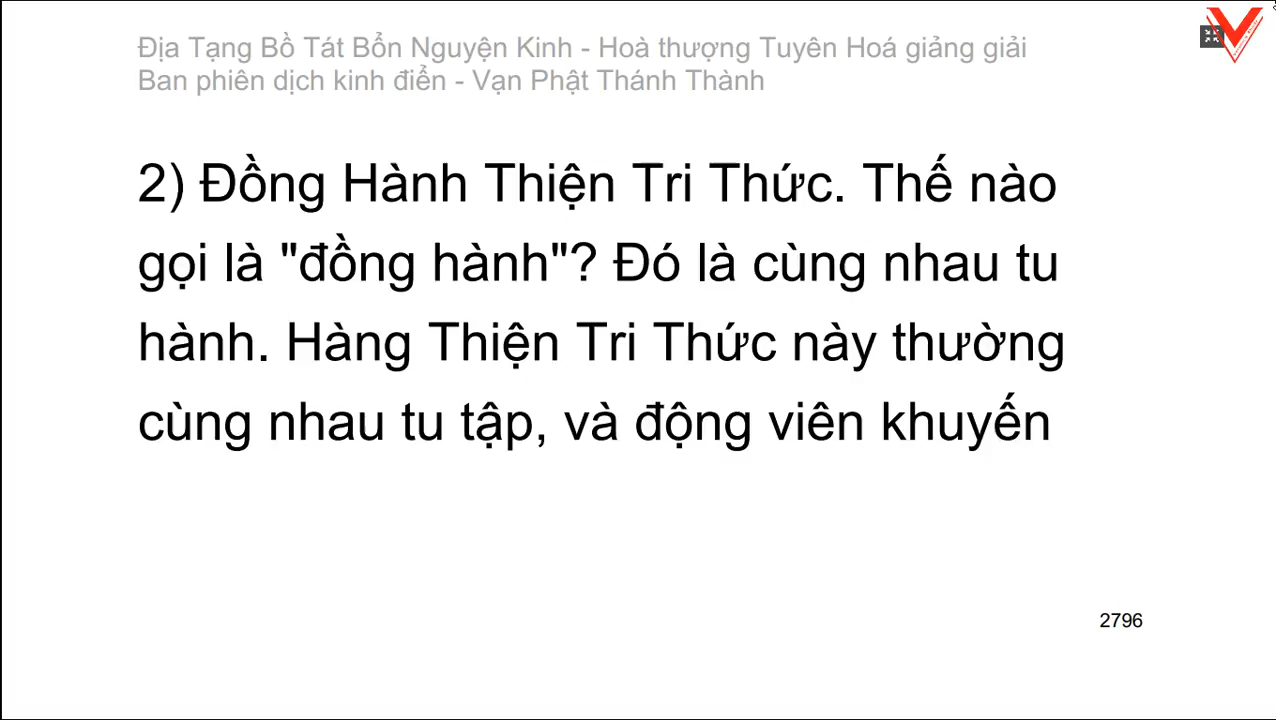 Địa Tạng Bồ Tát Bổn Nguyện Kinh - Hoà thượng Tuyên Hoá giảng giải
Ban phiên dịch kinh điển - Vạn Phật Thánh Thành
2) Đồng Hành Thiện Tri Thức. Thế nào
gọi là "đồng hành"? Đó là cùng nhau tu
hành. Hàng Thiện Tri Thức này thường
cùng nhau tu tập, và động viên khuyến
2796